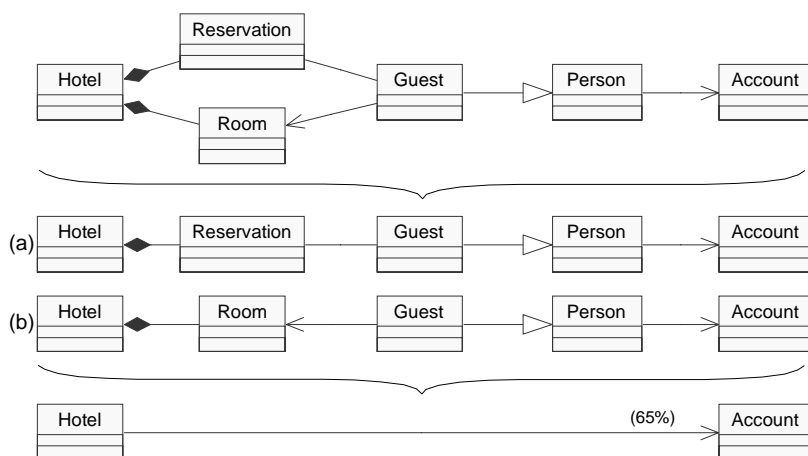 Reservation
Hotel Guest Person Account
Room
(a) Hotel Reservation Guest Person Account
(b) Hotel Room Guest Person Account
Hotel (65%) Account